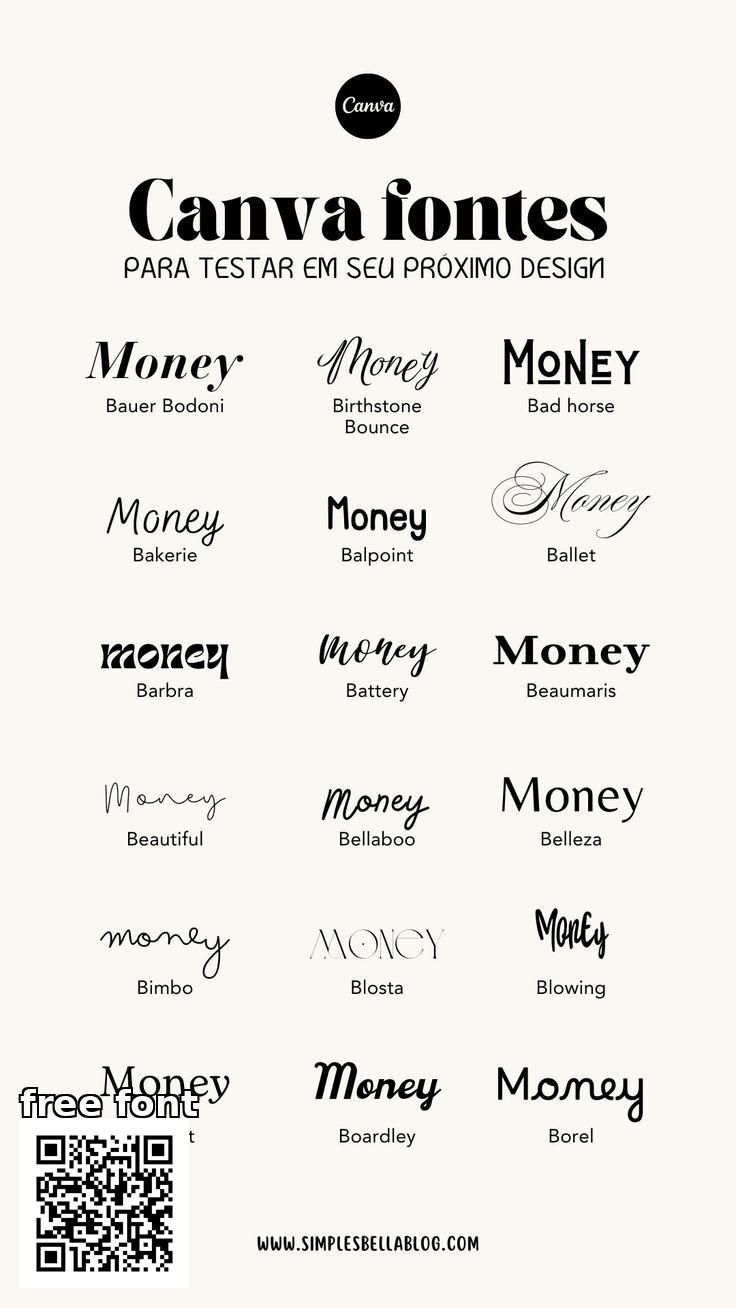 Canva
Canva fontes
PARA TESTAR EM SEU PRÓXIMO DESIGN
Money Money MoNEY
Bauer Bodoni Birthstone Bounce Bad horse
Money Money Money
Bakerie Balpoint Ballet
money money Money
Barbra Battery Beaumaris
Money Money Money
Beautiful Bellaboo Belleza
money MONEY MonEy
Bimbo Blosta Blowing
Money Money Money
free font
Boardley Borel
WWW.SIMPLESBELLABLOG.COM